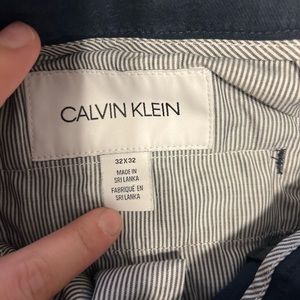 CALVIN KLEIN
32X32
MADE IN
SRI LANKA
FABRIQUÉ EN
SRI LANKA